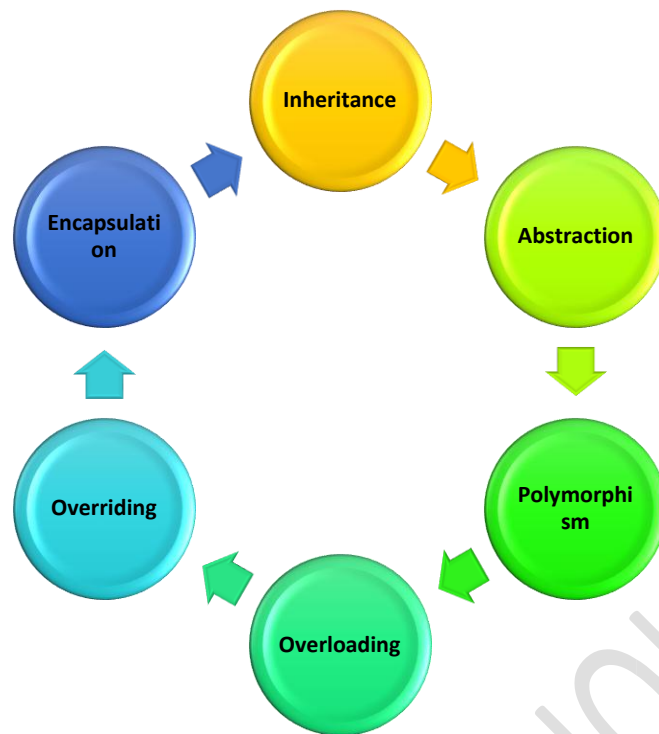 Inheritance
Abstraction
Polymorphi
sm
Overloading
Overriding
Encapsulati
on